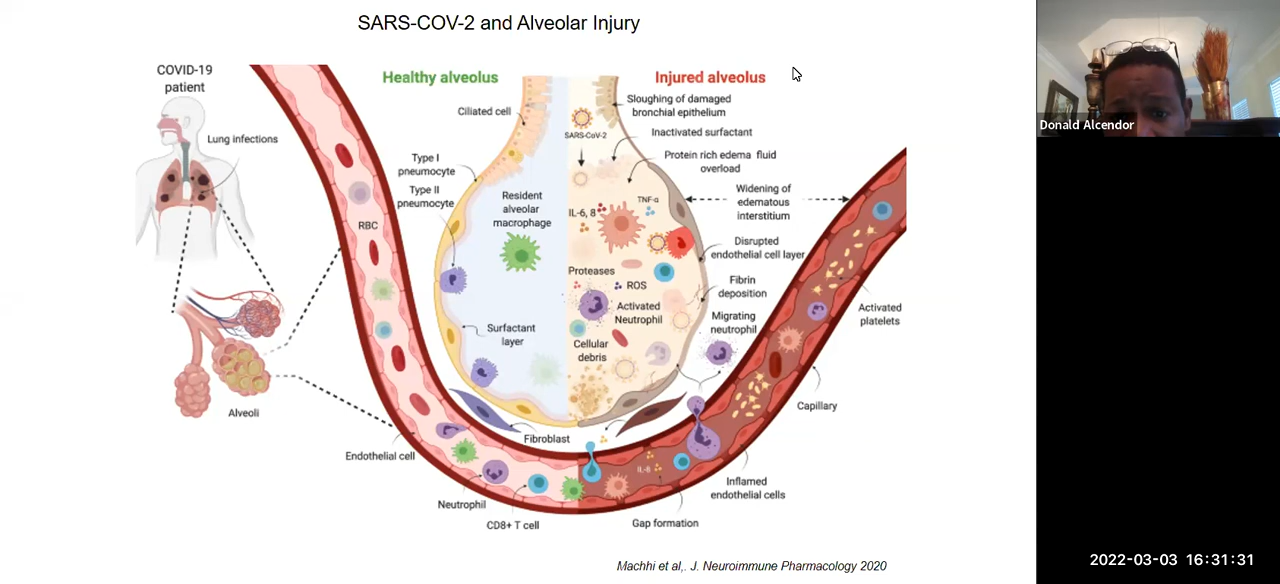 SARS-COV-2 and Alveolar Injury
COVID-19
patient
Lung infections
Alveoli
Healthy alveolus
Injured alveolus
Ciliated cell
Type I
pneumocyte
Type II
pneumocyte
RBC
Resident
alveolar
macrophage
Surfactant
layer
Fibroblast
Endothelial cell
Neutrophil
CD8+ T cell
SARS-CoV-2
Sloughing of damaged
bronchial epithelium
Inactivated surfactant
Protein rich edema fluid
overload
TNF-α
IL-6, 8
Widening of
edematous
interstitium
Disrupted
endothelial cell layer
Proteases
ROS
Activated
Neutrophil
Cellular
debris
Fibrin
deposition
Migrating
neutrophil
Activated
platelets
Capillary
IL-8
Inflamed
endothelial cells
Gap formation
Machhi et al,. J. Neuroimmune Pharmacology 2020
Donald Alcendor
2022-03-03 16:31:31